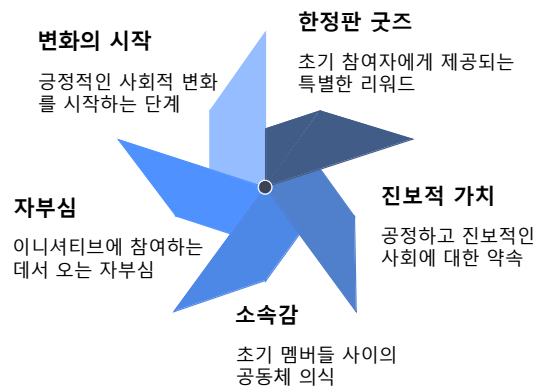 변화의 시작
긍정적인 사회적 변화
를 시작하는 단계
한정판 굿즈
초기 참여자에게 제공되는
특별한 리워드
자부심
이니셔티브에 참여하는
데서 오는 자부심
진보적 가치
공정하고 진보적인
사회에 대한 약속
소속감
초기 멤버들 사이의
공동체 의식